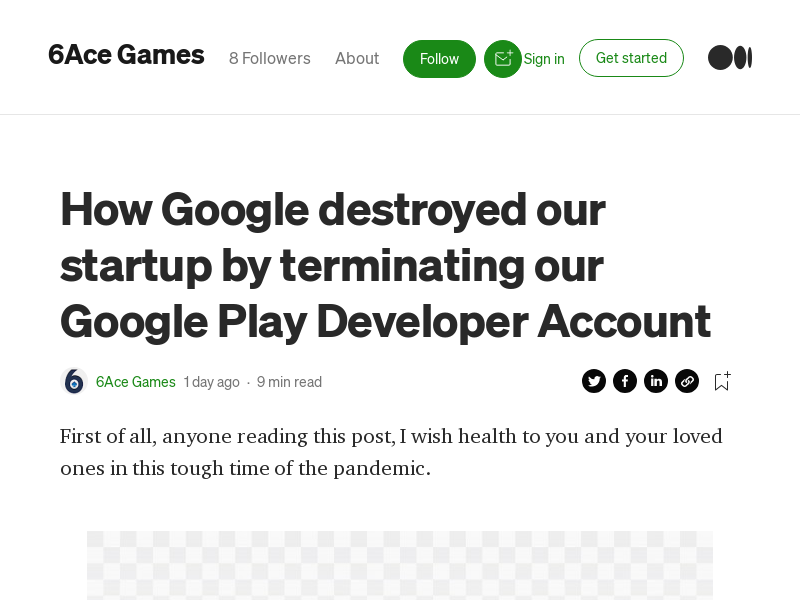 6Ace Games 8 Followers About Follow Sign in Get started
How Google destroyed our
startup by terminating our
Google Play Developer Account
6 6Ace Games 1 day ago · 9 min read
First of all, anyone reading this post, I wish health to you and your loved
ones in this tough time of the pandemic.